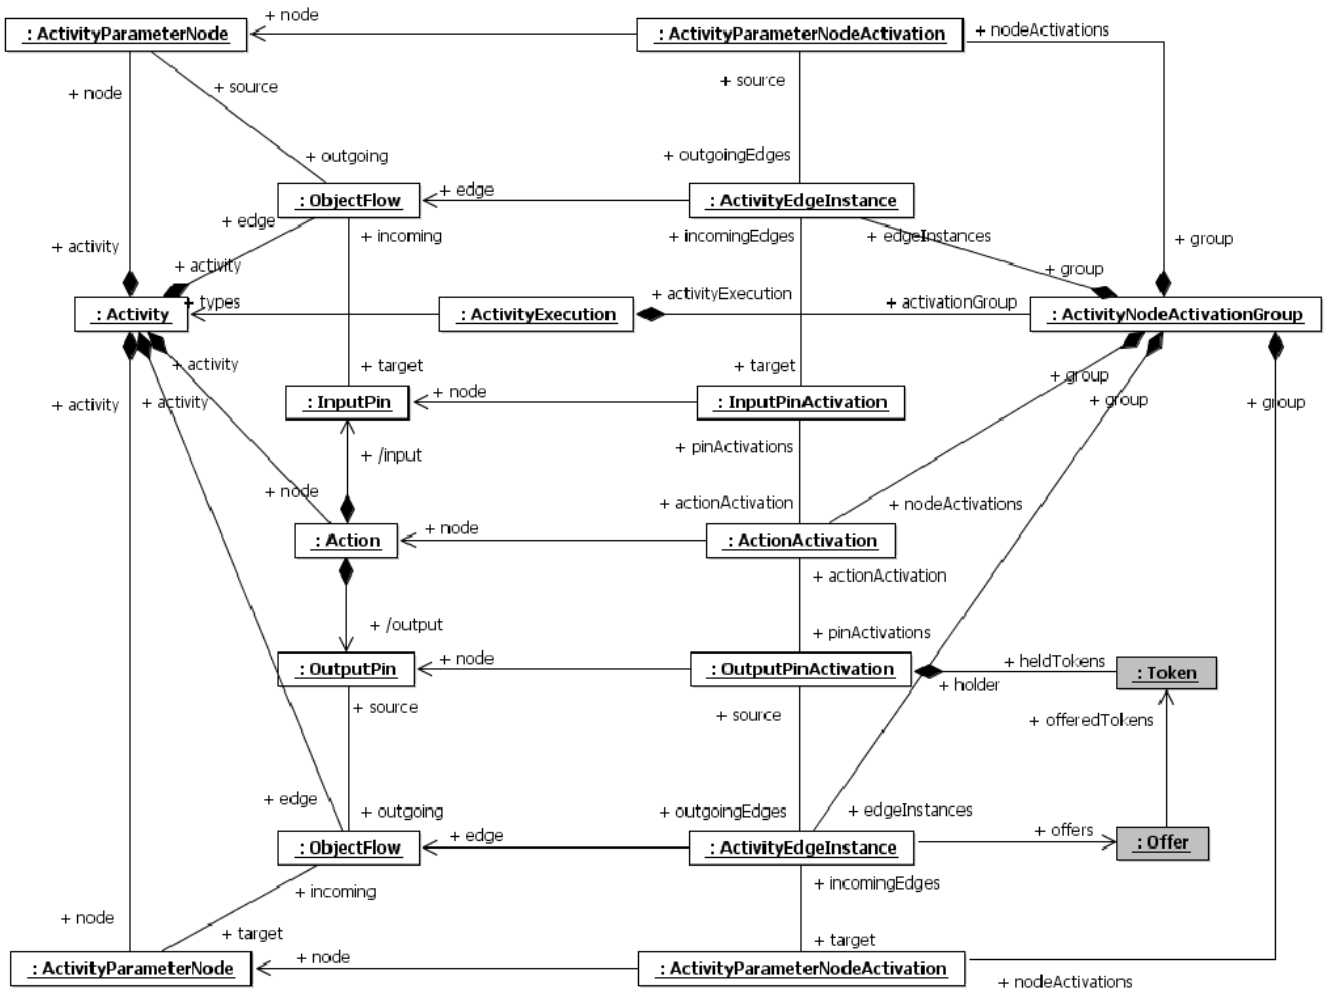 + node
: ActivityParameterNode
: ActivityParameterNodeActivation
+ nodeActivations
+ node
+ source
+ source
+ outgoing
+ outgoingEdges
: ObjectFlow
+ edge
: ActivityEdgeInstance
+ edge
+ incoming
+ incomingEdges
+ edgeInstances
+ group
+ activity
+ activity
+ group
+ types
+ activityExecution
+ activationGroup
: Activity
: ActivityExecution
: ActivityNodeActivationGroup
+ activity
+ target
+ target
+ group
+ activity
+ activity
+ group
+ group
: InputPin
+ node
: InputPinActivation
+ /input
+ pinActivations
+ node
+ actionActivation
+ nodeActivations
: Action
+ node
: ActionActivation
+ actionActivation
+ /output
+ pinActivations
: OutputPin
+ node
: OutputPinActivation
+ heldTokens
: Token
+ holder
+ source
+ source
+ offeredTokens
+ edge
+ outgoing
+ outgoingEdges
+ edgeInstances
: ObjectFlow
+ edge
: ActivityEdgeInstance
+ offers
: Offer
+ incoming
+ incomingEdges
+ node
+ target
+ target
: ActivityParameterNode
+ node
: ActivityParameterNodeActivation
+ nodeActivations